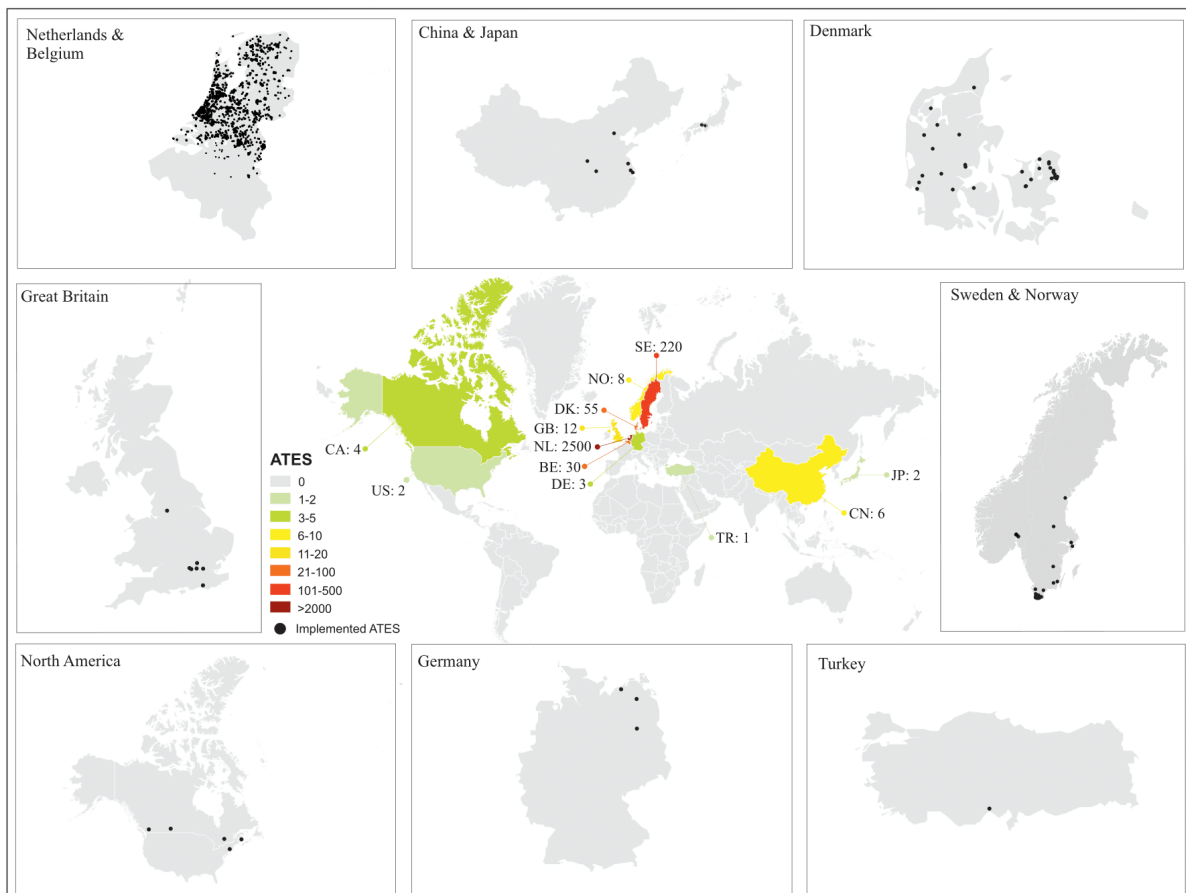 Netherlands &
Belgium
China & Japan
Denmark
Great Britain
Sweden & Norway
SE: 220
NO: 8
DK: 55
GB: 12
NL: 2500
BE: 30
DE: 3
CA: 4
US: 2
JP: 2
CN: 6
TR: 1
ATES
0
1-2
3-5
6-10
11-20
21-100
101-500
>2000
Implemented ATES
North America
Germany
Turkey